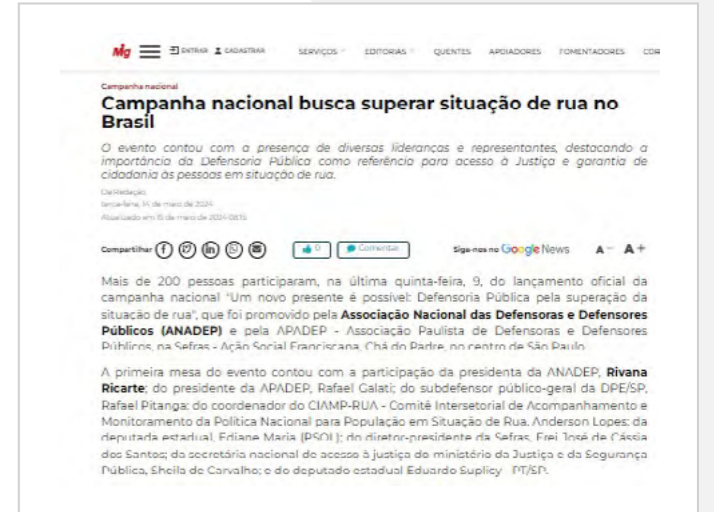 Mig ENTRAR CADASTRAR SERVIÇOS EDITORIAS QUENTES APOIADORES FOMENTADORES COR
Campanha nacional
Campanha nacional busca superar situação de rua no
Brasil
O evento contou com a presença de diversas lideranças e representantes, destacando a
importância da Defensoria Pública como referência para acesso à Justiça e garantia de
cidadania às pessoas em situação de rua.
Da Redação
terça-feira, 14 de maio de 2024
Atualizado em 15 de maio de 2024 08:15
Compartilhar 0 Comentar Siga-nos no Google News A- A+
Mais de 200 pessoas participaram, na última quinta-feira, 9, do lançamento oficial da
campanha nacional "Um novo presente é possível: Defensoria Pública pela superação da
situação de rua", que foi promovido pela Associação Nacional das Defensoras e Defensores
Públicos (ANADEP) e pela APADEP - Associação Paulista de Defensoras e Defensores
Públicos, na Sefras - Ação Social Franciscana, Chá do Padre, no centro de São Paulo
A primeira mesa do evento contou com a participação da presidenta da ANADEP, Rivana
Ricarte; do presidente da APADEP, Rafael Galati; do subdefensor público-geral da DPE/SP,
Rafael Pitanga; do coordenador do CIAMP-RUA - Comitê Intersetorial de Acompanhamento e
Monitoramento da Política Nacional para População em Situação de Rua, Anderson Lopes; da
deputada estadual, Ediane Maria (PSOL); do diretor-presidente da Sefras, Frei José de Cássia
dos Santos; da secretária nacional de acesso à justiça do ministério da Justiça e da Segurança
Pública, Sheila de Carvalho; e do deputado estadual Eduardo Suplicy PT/SP.